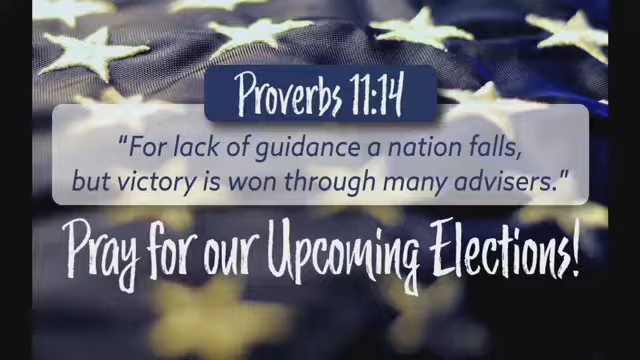 Proverbs 11:14
"For lack of guidance a nation falls,
but victory is won through many advisers."
Pray for our Upcoming Elections!